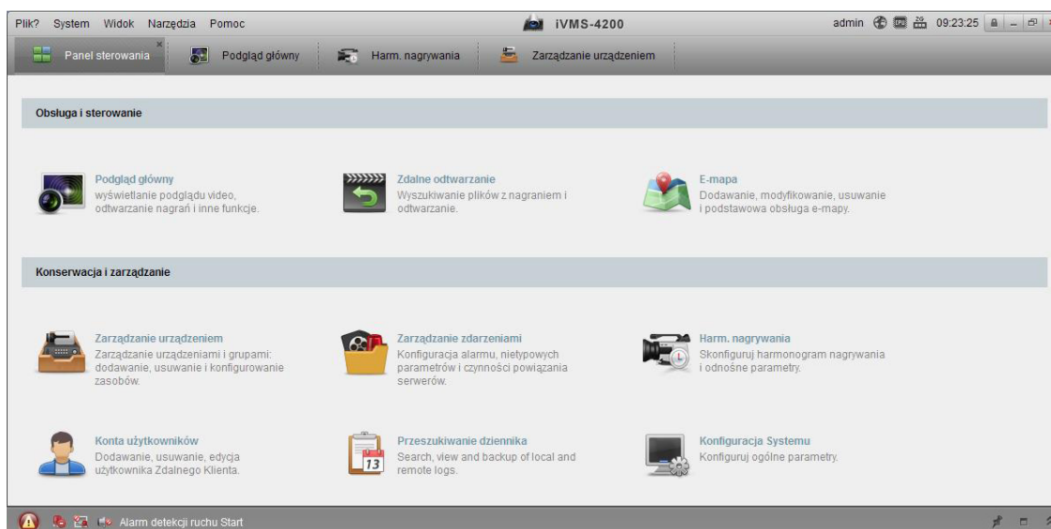 Plik? System Widok Narzędzia Pomoc iVMS-4200 admin 09:23:25
Panel sterowania Podgląd główny Harm. nagrywania Zarządzanie urządzeniem
Obsługa i sterowanie
Podgląd główny
wyświetlanie podglądu video,
odtwarzanie nagrań i inne funkcje.
Zdalne odtwarzanie
Wyszukiwanie plików z nagraniem i
odtwarzanie.
E-mapa
Dodawanie, modyfikowanie, usuwanie
i podstawowa obsługa e-mapy.
Konserwacja i zarządzanie
Zarządzanie urządzeniem
Zarządzanie urządzeniami i grupami:
dodawanie, usuwanie i konfigurowanie
zasobów.
Zarządzanie zdarzeniami
Konfiguracja alarmu, nietypowych
parametrów i czynności powiązania
serwerów.
Harm. nagrywania
Skonfiguruj harmonogram nagrywania
i odnośne parametry.
Konta użytkowników
Dodawanie, usuwanie, edycja
użytkownika Zdalnego Klienta.
13
Przeszukiwanie dziennika
Search, view and backup of local and
remote logs.
Konfiguracja Systemu
Konfiguruj ogólne parametry.
Alarm detekcji ruchu Start